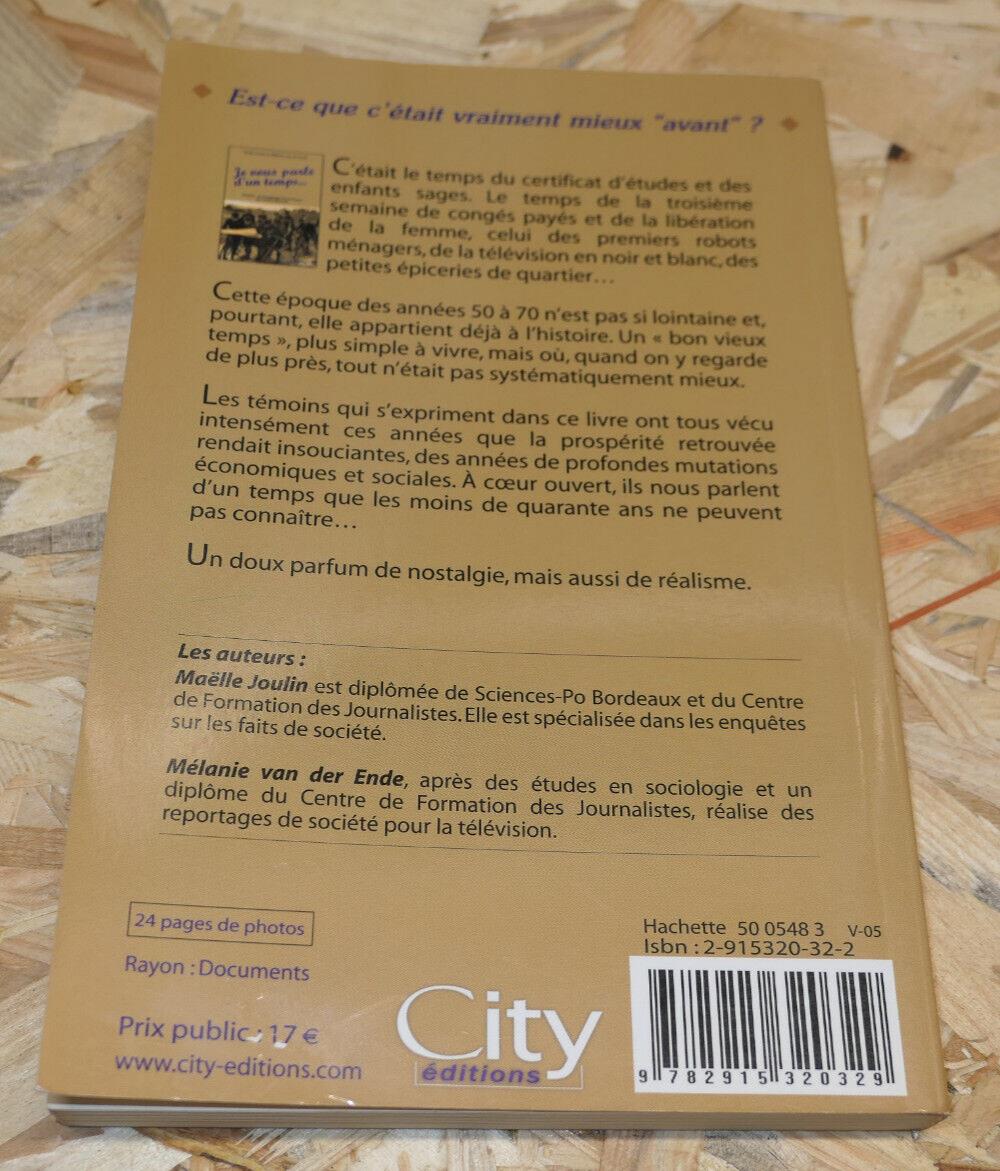 Est-ce que c'était vraiment mieux "avant" ?
Je vous parle
d'un temps...
C'était le temps du certificat d'études et des
enfants sages. Le temps de la troisième
semaine de congés payés et de la libération
de la femme, celui des premiers robots
ménagers, de la télévision en noir et blanc, des
petites épiceries de quartier...
Cette époque des années 50 à 70 n'est pas si lointaine et,
pourtant, elle appartient déjà à l'histoire. Un « bon vieux
temps », plus simple à vivre, mais où, quand on y regarde
de plus près, tout n'était pas systématiquement mieux.
Les témoins qui s'expriment dans ce livre ont tous vécu
intensément ces années que la prospérité retrouvée
rendait insouciantes, des années de profondes mutations
économiques et sociales. À cœur ouvert, ils nous parlent
d'un temps que les moins de quarante ans ne peuvent
pas connaître...
Un doux parfum de nostalgie, mais aussi de réalisme.
Les auteurs :
Maëlle Joulin est diplômée de Sciences-Po Bordeaux et du Centre
de Formation des Journalistes. Elle est spécialisée dans les enquêtes
sur les faits de société.
Mélanie van der Ende, après des études en sociologie et un
diplôme du Centre de Formation des Journalistes, réalise des
reportages de société pour la télévision.
24 pages de photos
Rayon : Documents
Prix public : 17 €
www.city-editions.com
City
éditions
Hachette 50 0548 3 V-05
Isbn : 2-915320-32-2
9 782915 320329